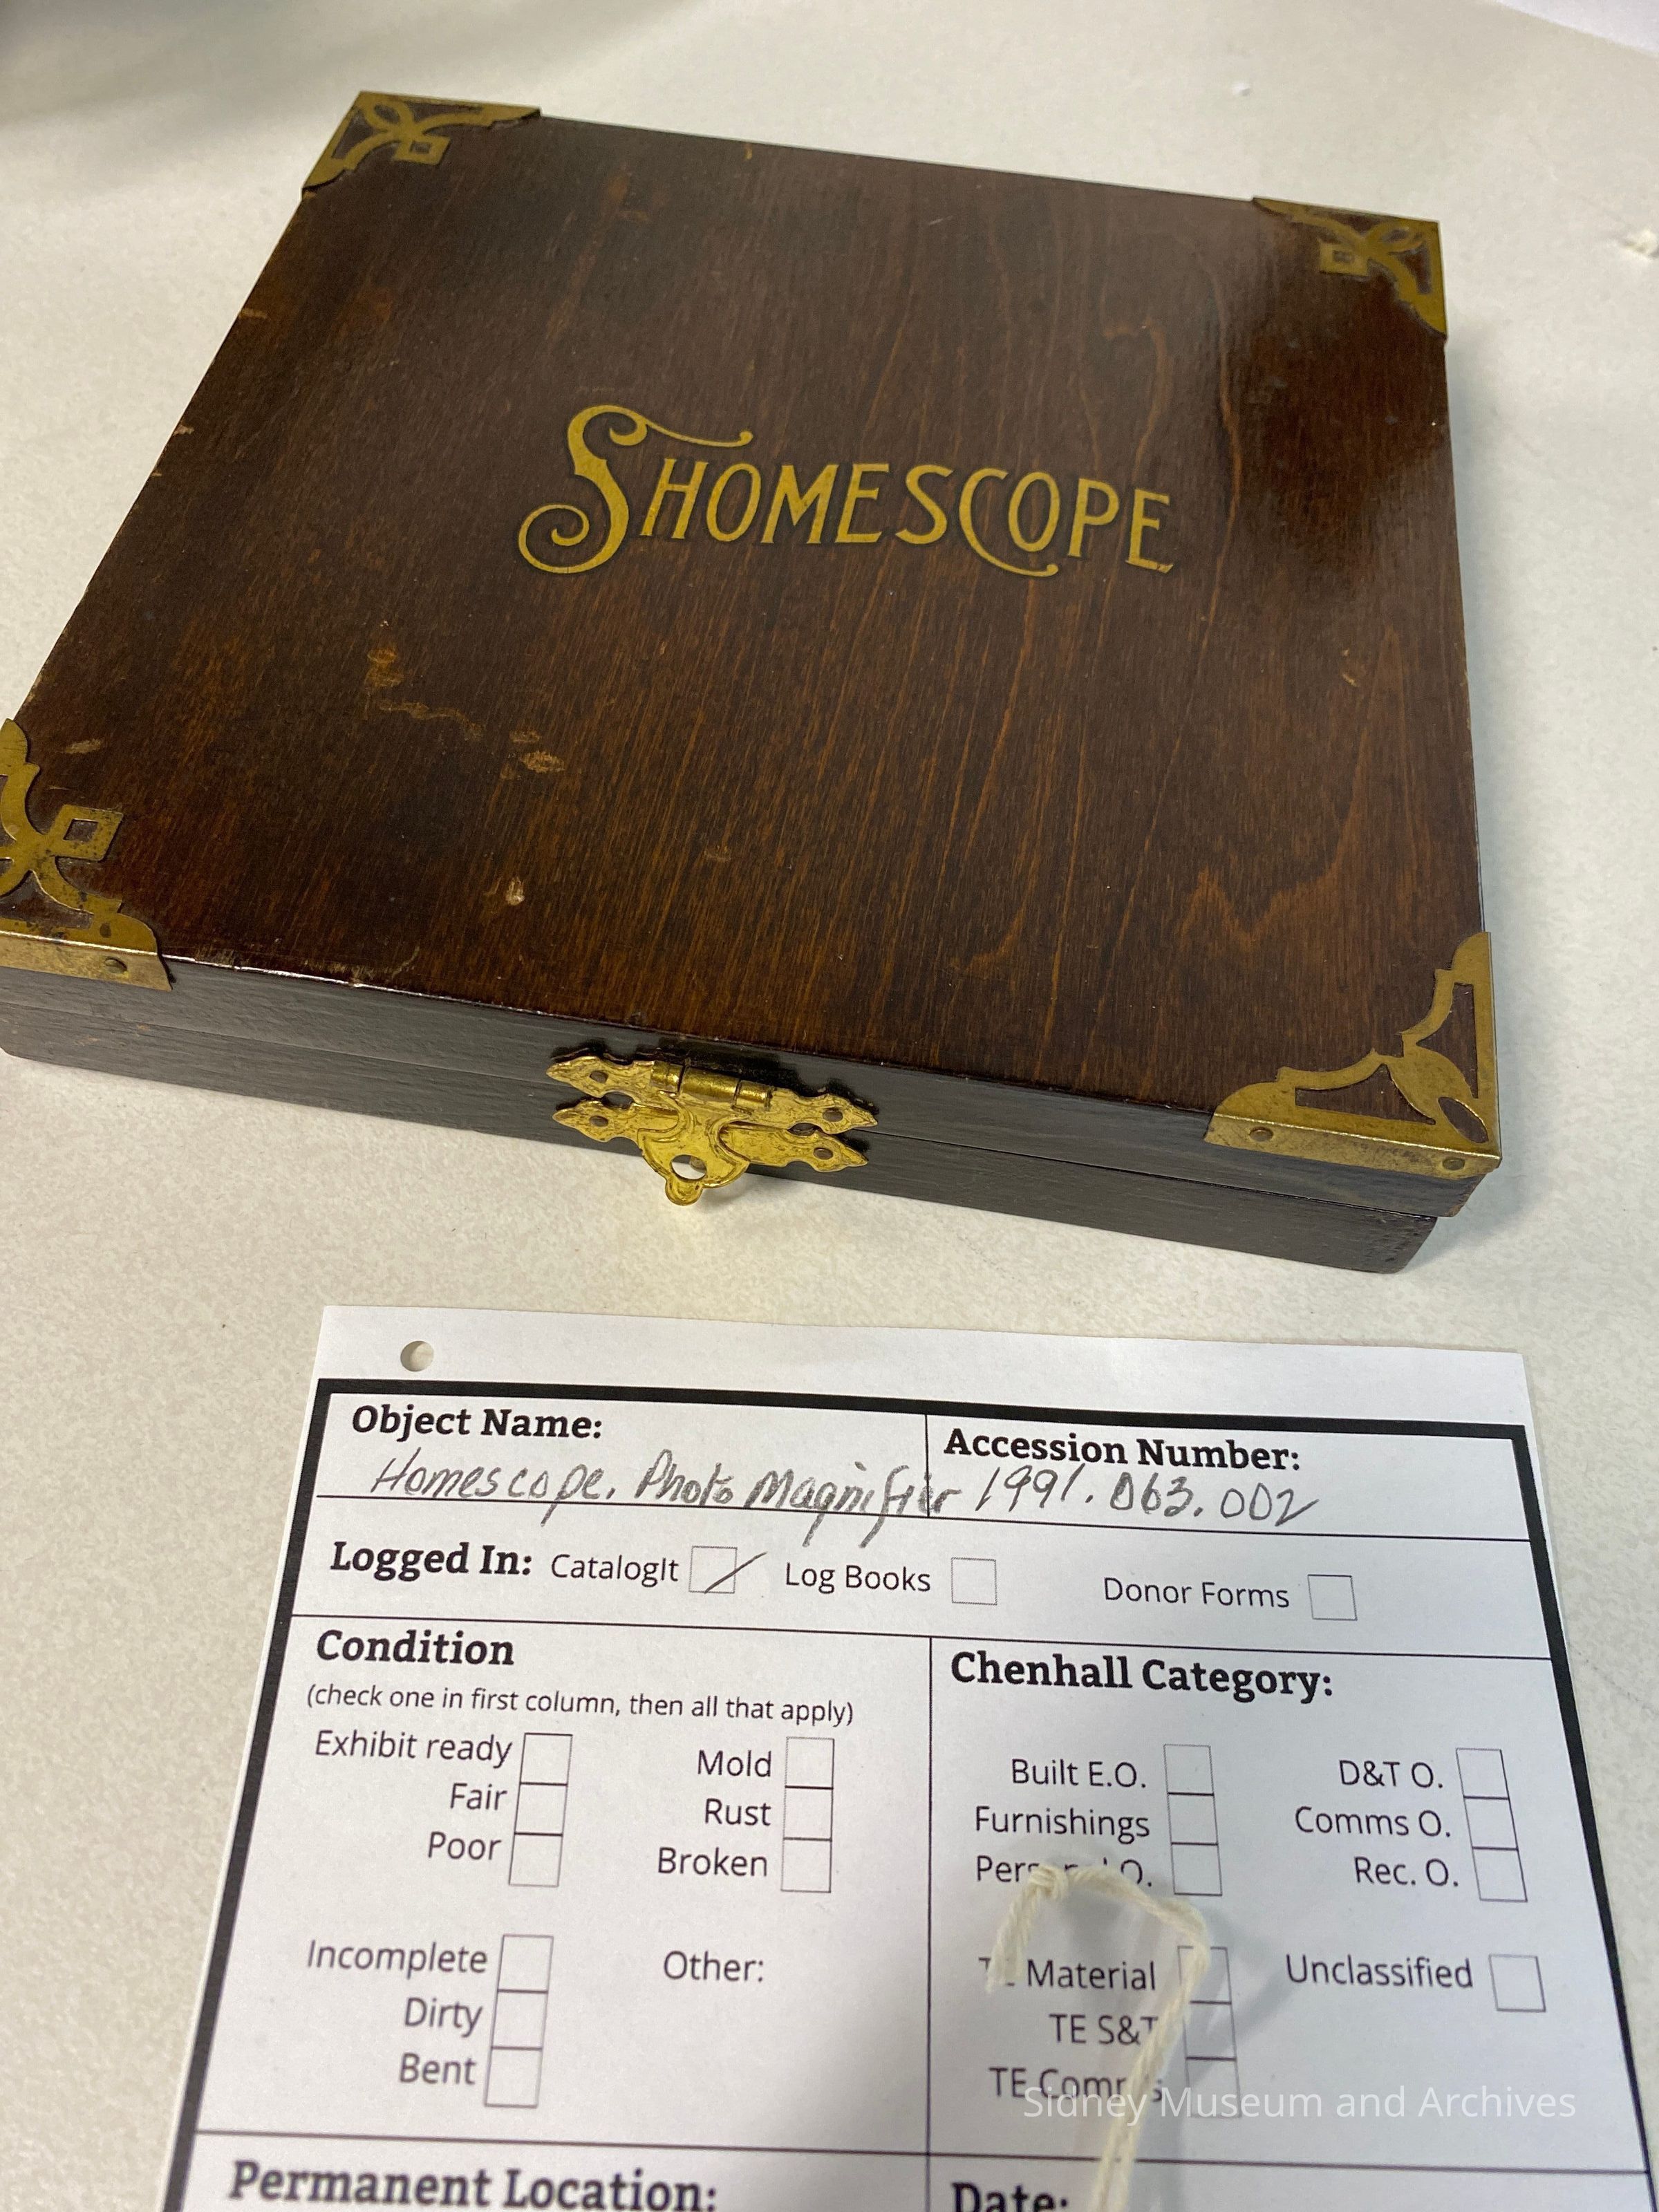 SHOMESCOPE
Object Name:
Homescope. Photo Magnifier
Accession Number:
1991.063.002
Logged In: CatalogIt Log Books Donor Forms
Condition
(check one in first column, then all that apply)
Exhibit ready Mold
Fair Rust
Poor Broken
Incomplete Other:
Dirty
Bent
Chenhall Category:
Built E.O. D&T O.
Furnishings Comms O.
O. Rec. O.
Material Unclassified
TE S&T
TE
Permanent Location:
Date:
Sidney Museum and Archives